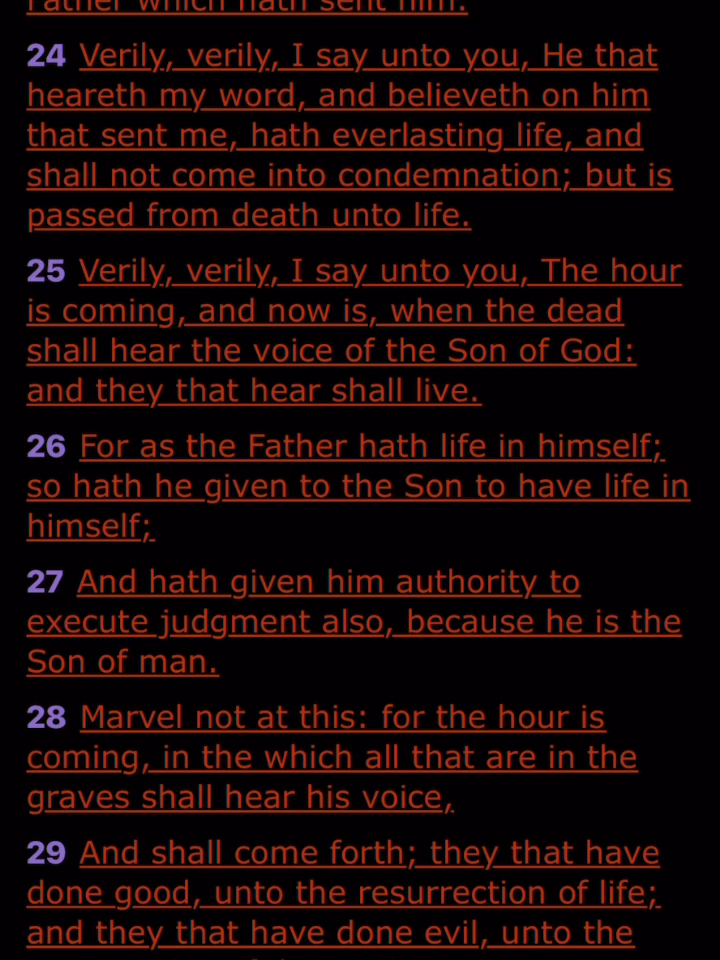 Father which hath sent him.
24 Verily, verily, I say unto you, He that
heareth my word, and believeth on him
that sent me, hath everlasting life, and
shall not come into condemnation; but is
passed from death unto life.
25 Verily, verily, I say unto you, The hour
is coming, and now is, when the dead
shall hear the voice of the Son of God:
and they that hear shall live.
26 For as the Father hath life in himself;
so hath he given to the Son to have life in
himself;
27 And hath given him authority to
execute judgment also, because he is the
Son of man.
28 Marvel not at this: for the hour is
coming, in the which all that are in the
graves shall hear his voice,
29 And shall come forth; they that have
done good, unto the resurrection of life;
and they that have done evil, unto the